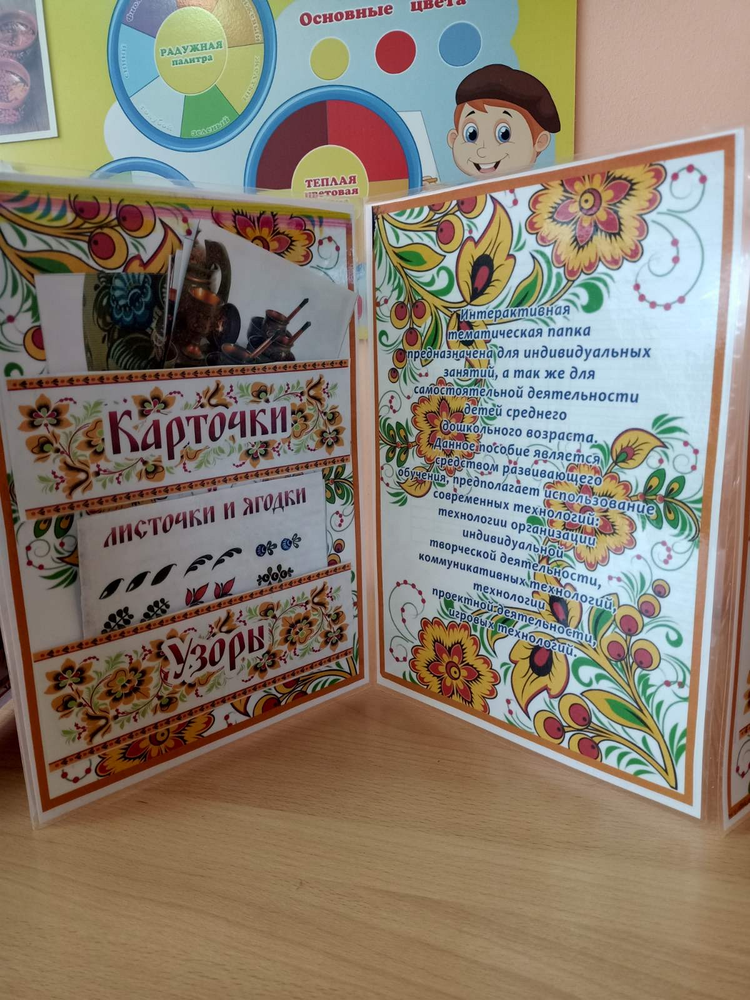 Основные цвета
РАДУЖНАЯ
палитра
синий
голубой
зеленый
желтый
ТЕПЛАЯ
цветовая
Карточки
листочки и ягодки
Узоры
Интерактивная
тематическая папка
предназначена для индивидуальных
занятий, а так же для
самостоятельной деятельности
детей среднего
дошкольного возраста.
Данное пособие является
средством развивающего
обучения, предполагает использование
современных технологий:
технологии организации
индивидуальной
творческой деятельности,
коммуникативных технологий,
технологии
проектной деятельности,
игровых технологий.